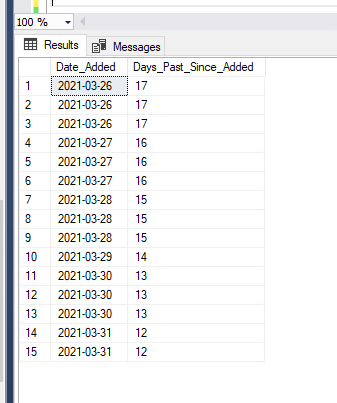 100 %
Results Messages
Date_Added Days_Past_Since_Added
1 2021-03-26 17
2 2021-03-26 17
3 2021-03-26 17
4 2021-03-27 16
5 2021-03-27 16
6 2021-03-27 16
7 2021-03-28 15
8 2021-03-28 15
9 2021-03-28 15
10 2021-03-29 14
11 2021-03-30 13
12 2021-03-30 13
13 2021-03-30 13
14 2021-03-31 12
15 2021-03-31 12